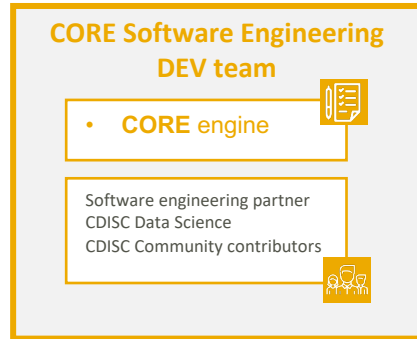 CORE Software Engineering
DEV team
• CORE engine
Software engineering partner
CDISC Data Science
CDISC Community contributors